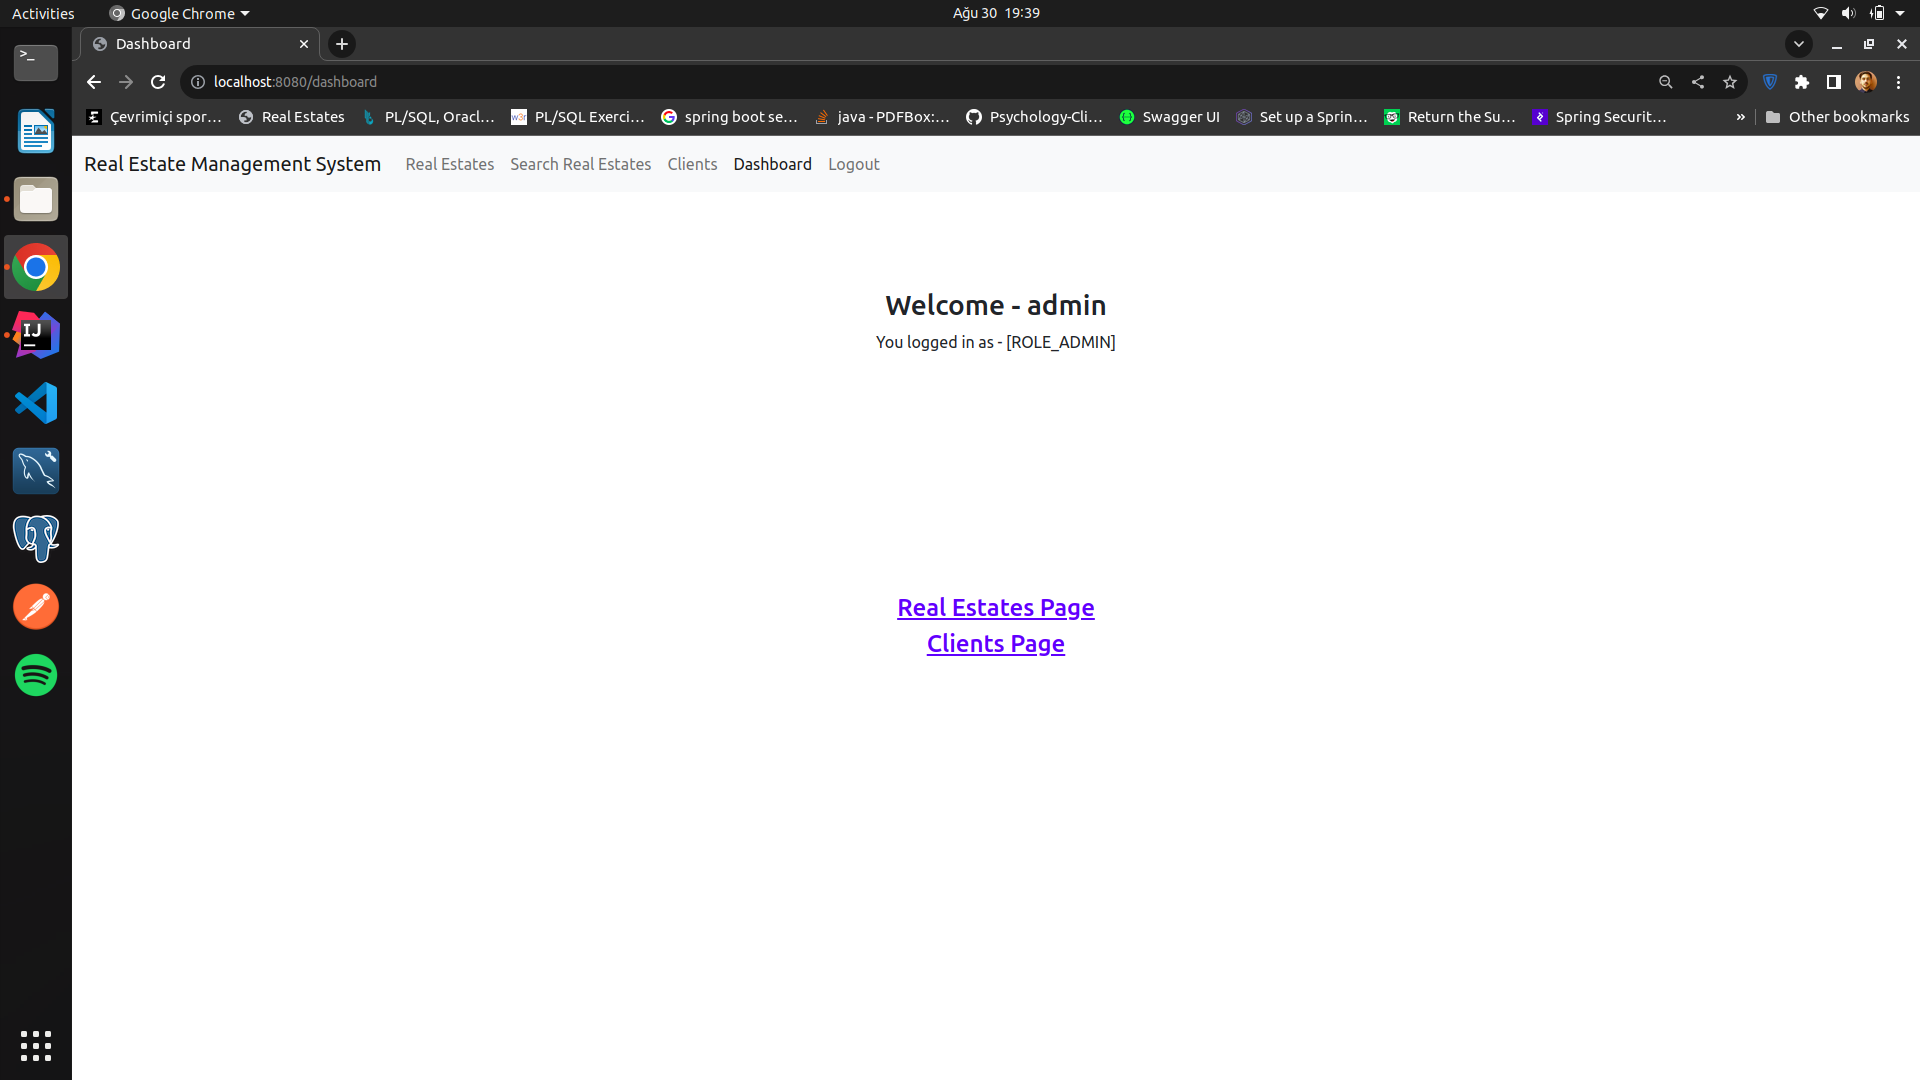 Activities Google Chrome Ağu 30 19:39
Dashboard
localhost:8080/dashboard
Çevrimiçi spor… Real Estates PL/SQL, Oracl… PL/SQL Exerci… spring boot se… java - PDFBox:… Psychology-Cli… Swagger UI Set up a Sprin… Return the Su… Spring Securit… » Other bookmarks
Real Estate Management System Real Estates Search Real Estates Clients Dashboard Logout
Welcome - admin
You logged in as - [ROLE_ADMIN]
Real Estates Page
Clients Page
>_
IJ
w3r